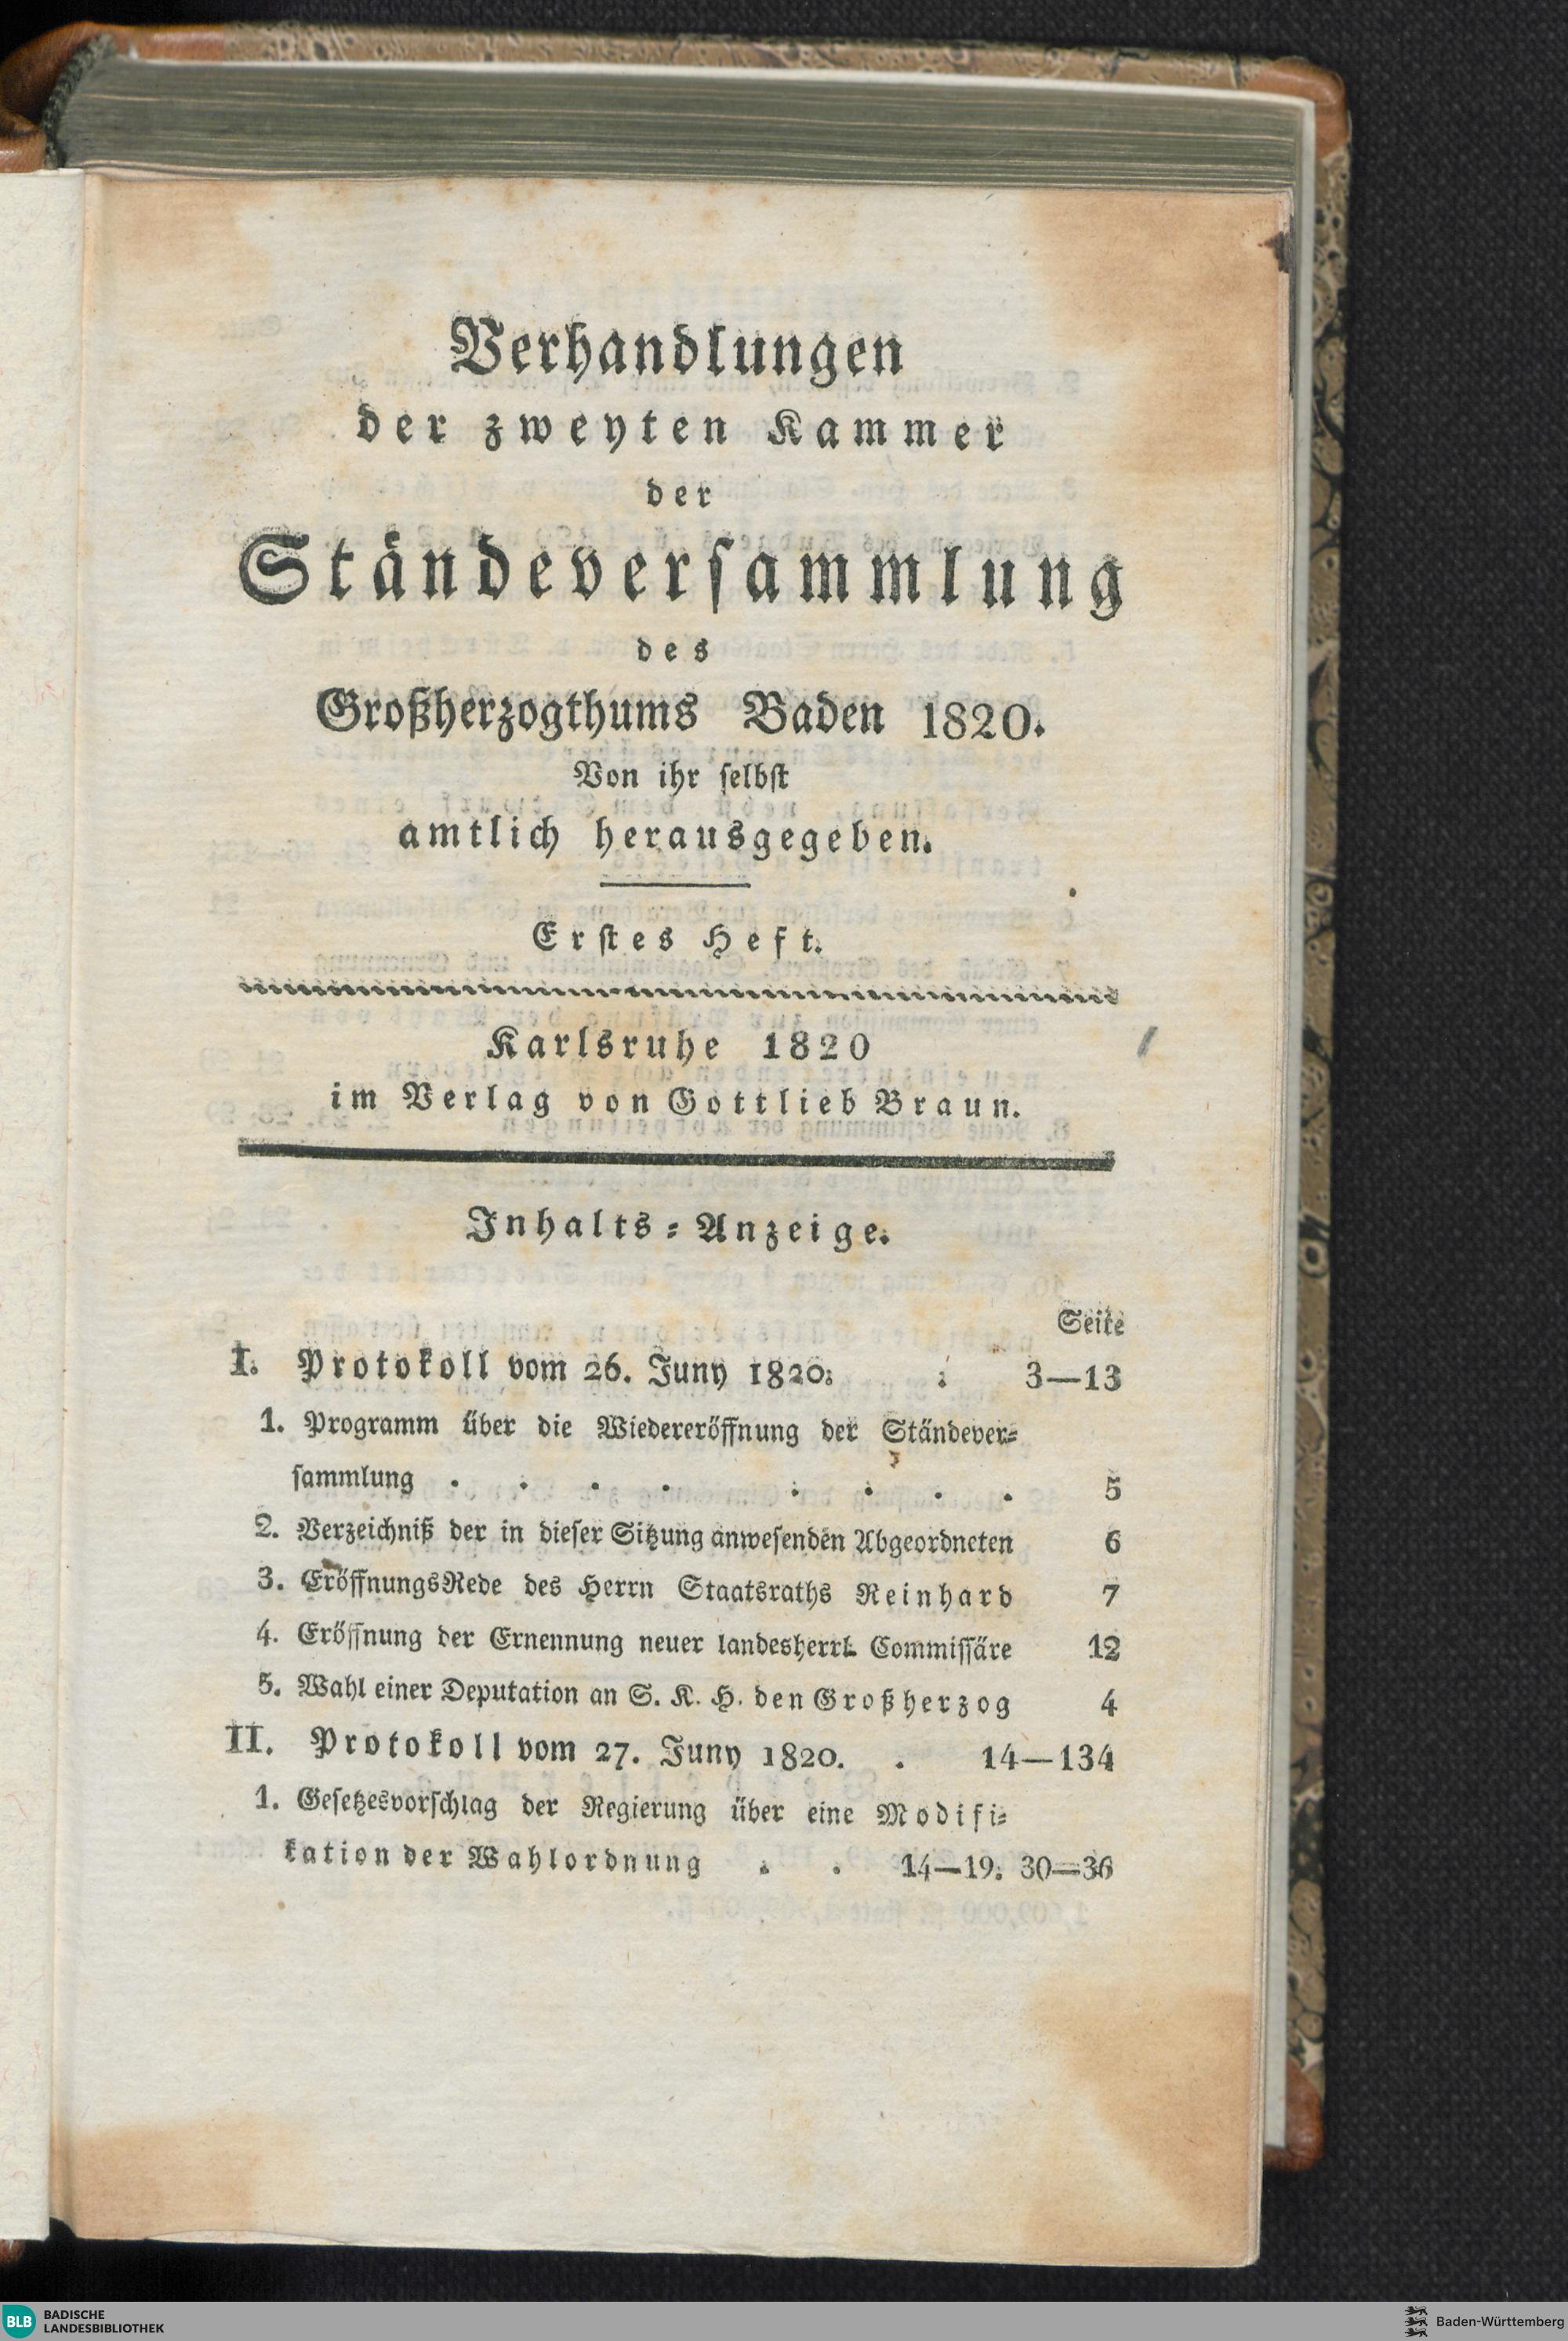 Verhandlungen
der zweyten Kammer
der
Ständeverſammlung
des
Großherzogthums Baden 1820.
Von ihr ſelbſt
amtlich herausgegeben.
Erſtes Heft.
Karlsruhe 1820
im Verlag von Gottlieb Braun.
Inhalts⸗Anzeige.
Seite
I. Protokoll vom 26. Juny 1820. . 3—13
1. Programm über die Wiedereröffnung der Ständever⸗
ſammlung . . . . . . . . 5
2. Verzeichniß der in dieſer Sitzung anweſenden Abgeordneten 6
3. EröffnungsRede des Herrn Staatsraths Reinhard 7
4. Eröffnung der Ernennung neuer landesherrl. Commiſſäre 12
5. Wahl einer Deputation an S. K. H. den Großherzog 4
II. Protokoll vom 27. Juny 1820. . 14—134
1. Geſetzesvorſchlag der Regierung über eine Modifi⸗
kation der Wahlordnung . . 14—19. 30—36
BLB BADISCHE
LANDESBIBLIOTHEK
Baden-Württemberg